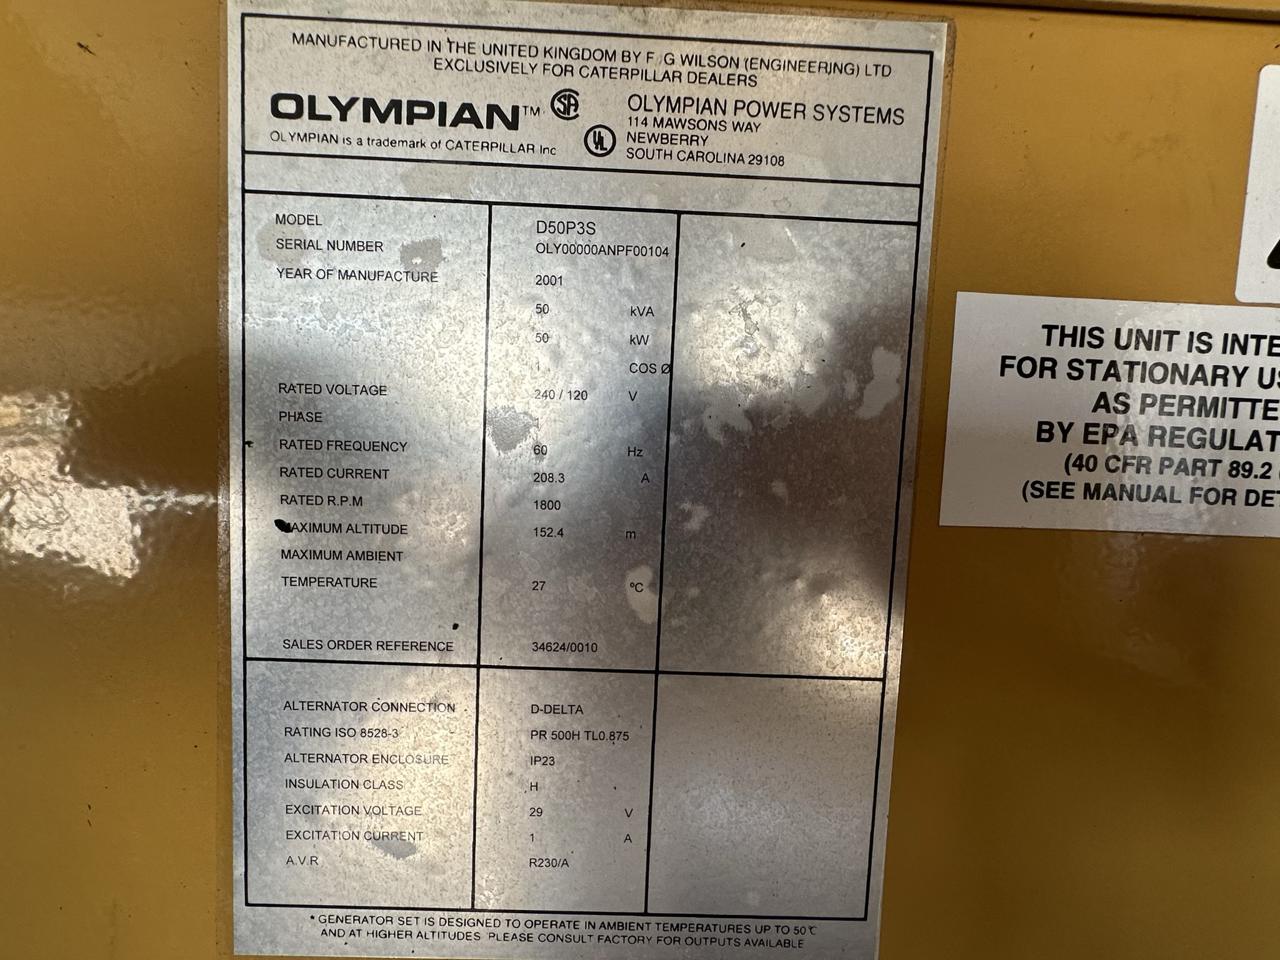 MANUFACTURED IN THE UNITED KINGDOM BY F G WILSON (ENGINEERING) LTD
EXCLUSIVELY FOR CATERPILLAR DEALERS
OLYMPIAN™ SA OLYMPIAN POWER SYSTEMS
114 MAWSONS WAY
UL NEWBERRY
OLYMPIAN is a trademark of CATERPILLAR Inc SOUTH CAROLINA 29108
MODEL D50P3S
SERIAL NUMBER OLY00000ANPF00104
YEAR OF MANUFACTURE 2001
50 kVA
50 kW
1 COS Ø
RATED VOLTAGE 240 / 120 V
PHASE 1
RATED FREQUENCY 60 Hz
RATED CURRENT 208.3 A
RATED R.P.M 1800
MAXIMUM ALTITUDE 152.4 m
MAXIMUM AMBIENT
TEMPERATURE 27 ºC
SALES ORDER REFERENCE 34624/0010
ALTERNATOR CONNECTION D-DELTA
RATING ISO 8528-3 PR 500H TL0.875
ALTERNATOR ENCLOSURE IP23
INSULATION CLASS H
EXCITATION VOLTAGE 29 V
EXCITATION CURRENT 1 A
A.V.R R230/A
* GENERATOR SET IS DESIGNED TO OPERATE IN AMBIENT TEMPERATURES UP TO 50°C
AND AT HIGHER ALTITUDES PLEASE CONSULT FACTORY FOR OUTPUTS AVAILABLE
THIS UNIT IS INTE
FOR STATIONARY US
AS PERMITTE
BY EPA REGULAT
(40 CFR PART 89.2
(SEE MANUAL FOR DET